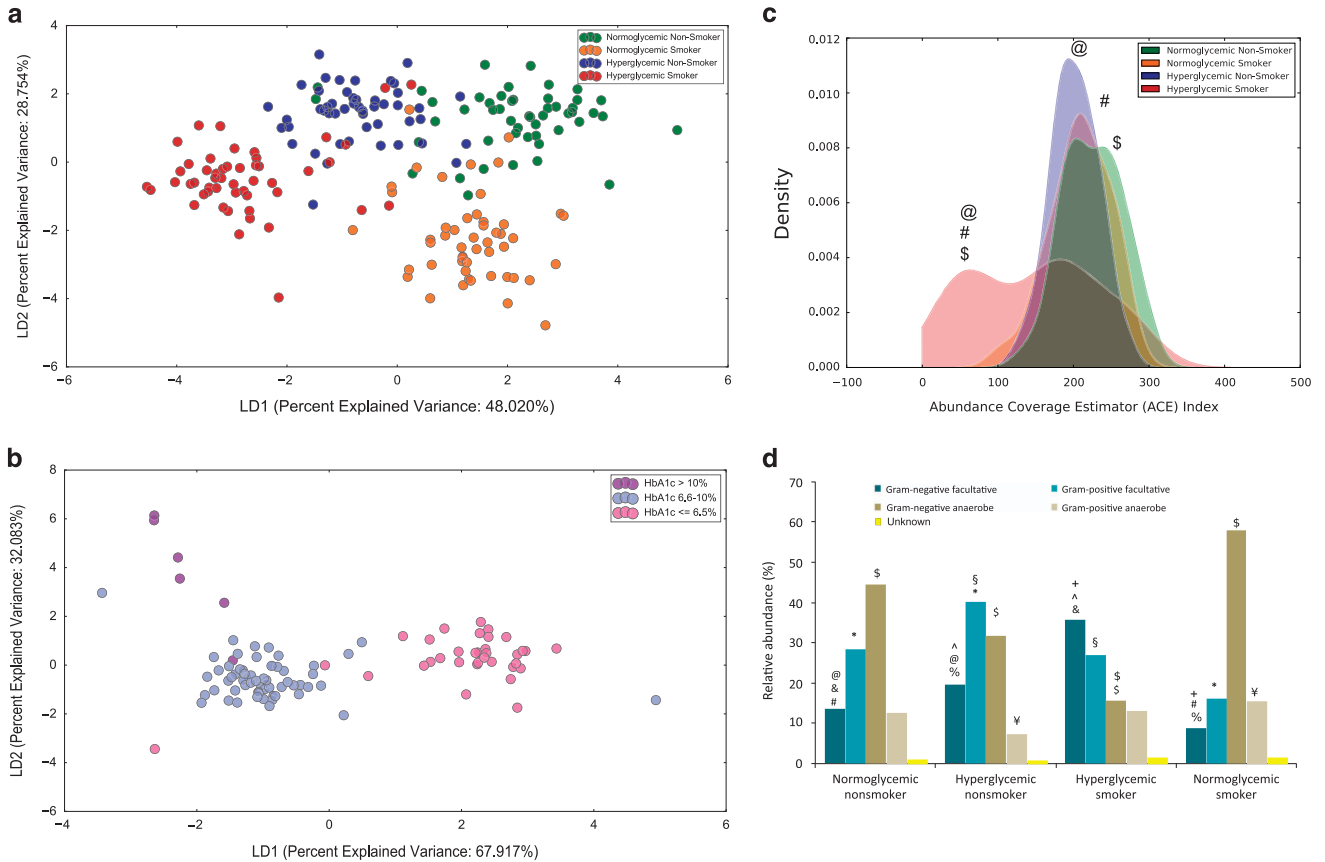 a
4
2
0
−2
−4
−6
−6
−4
−2
0
2
4
6
LD2 (Percent Explained Variance: 28.754%)
LD1 (Percent Explained Variance: 48.020%)
Normoglycemic Non-Smoker
Normoglycemic Smoker
Hyperglycemic Non-Smoker
Hyperglycemic Smoker
b
8
6
4
2
0
−2
−4
−6
−4
−2
0
2
4
6
LD2 (Percent Explained Variance: 32.083%)
LD1 (Percent Explained Variance: 67.917%)
HbA1c > 10%
HbA1c 6.6-10%
HbA1c <= 6.5%
c
0.012
0.010
0.008
0.006
0.004
0.002
0.000
−100
0
100
200
300
400
500
Density
Abundance Coverage Estimator (ACE) Index
Normoglycemic Non-Smoker
Normoglycemic Smoker
Hyperglycemic Non-Smoker
Hyperglycemic Smoker
@
#
$
@
#
$
d
70
60
50
40
30
20
10
0
Relative abundance (%)
Gram-negative facultative
Gram-positive facultative
Gram-negative anaerobe
Gram-positive anaerobe
Unknown
@
&
#
*
$
^
@
%
§
*
$
¥
+
^
&
§
$
$
+
#
%
*
$
¥
Normoglycemic
nonsmoker
Hyperglycemic
nonsmoker
Hyperglycemic
smoker
Normoglycemic
smoker